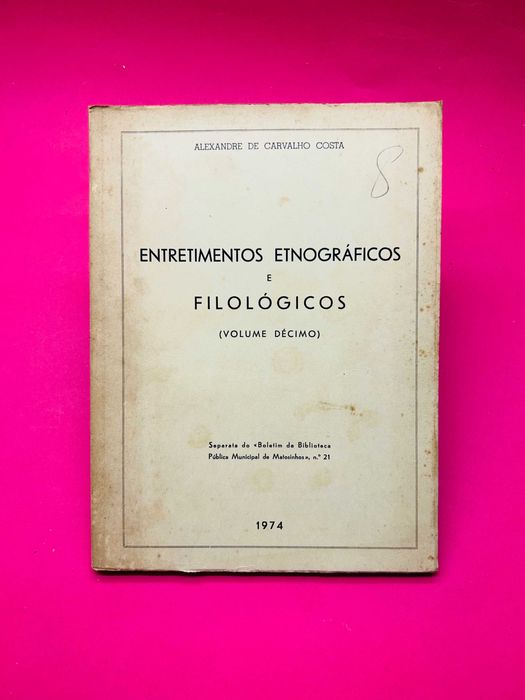 ALEXANDRE DE CARVALHO COSTA
8
ENTRETIMENTOS ETNOGRÁFICOS
E
FILOLÓGICOS
(VOLUME DÉCIMO)
Separata do «Boletim da Biblioteca
Pública Municipal de Matosinhos», n.º 21
1974